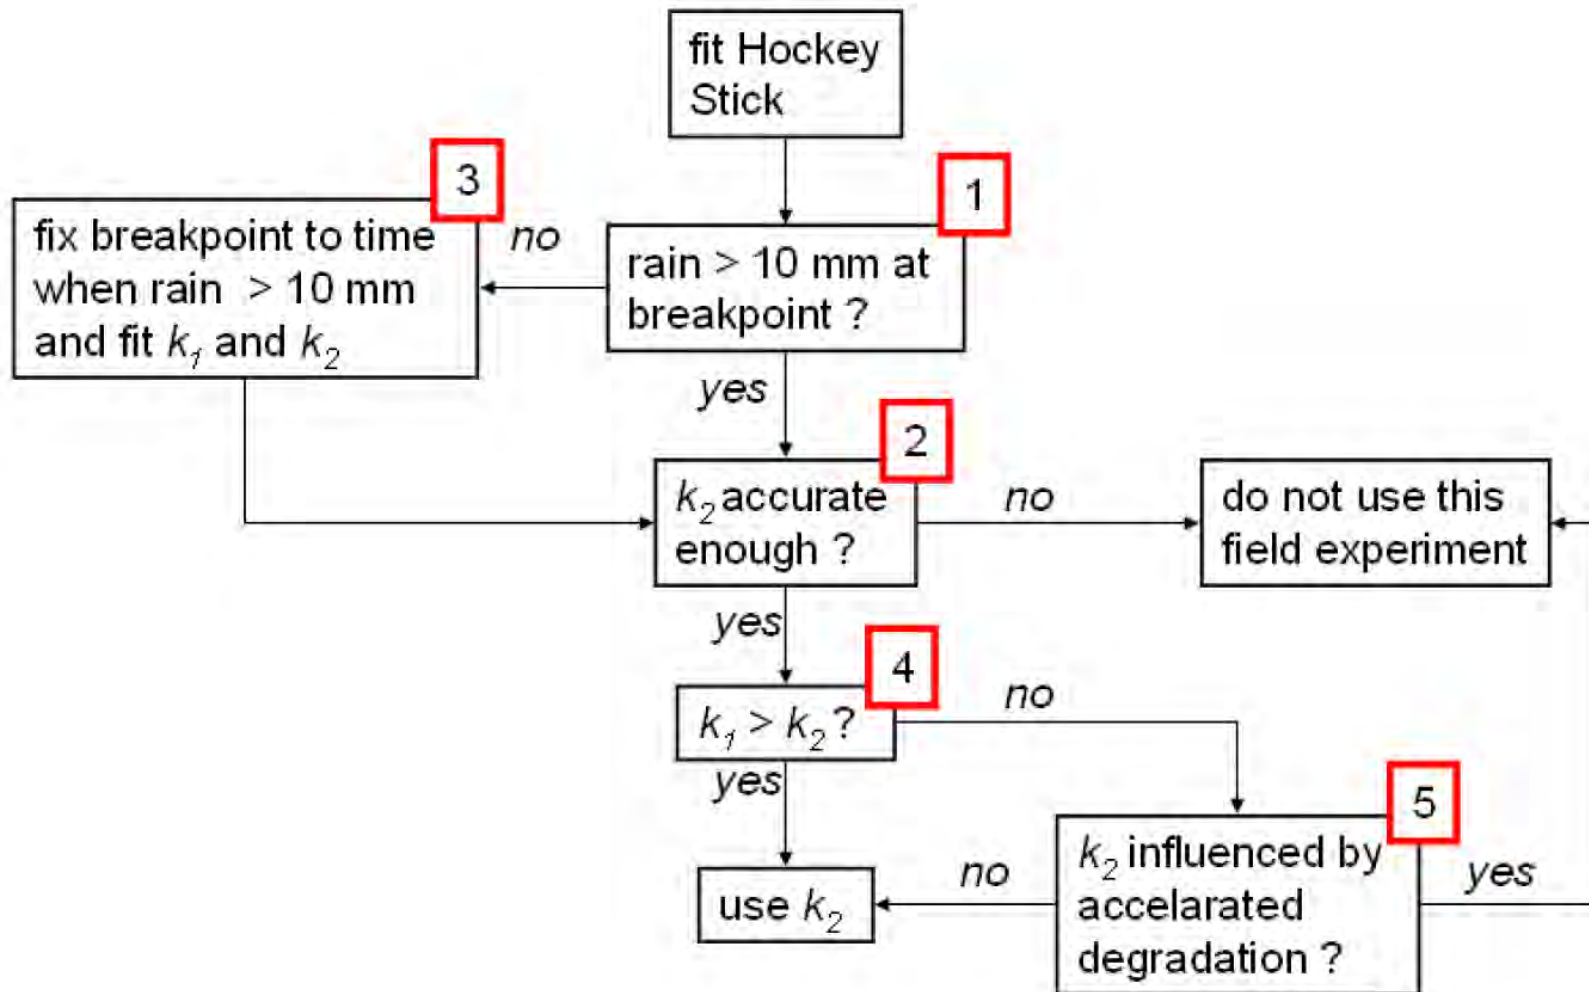 fit Hockey
Stick
3
1
fix breakpoint to time
when rain > 10 mm
and fit k1 and k2
no
rain > 10 mm at
breakpoint ?
yes
2
k2 accurate
enough ?
no
do not use this
field experiment
yes
4
k1 > k2 ?
no
yes
5
use k2
no
k2 influenced by
accelarated
degradation ?
yes